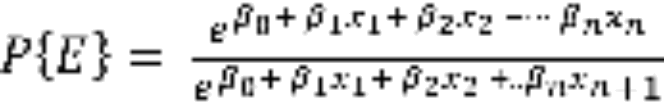 P{E} = e^{β₀ + β₁x₁ + β₂x₂ + ··· βₙxₙ} / e^{β₀ + β₁x₁ + β₂x₂ +..βₙxₙ + 1}